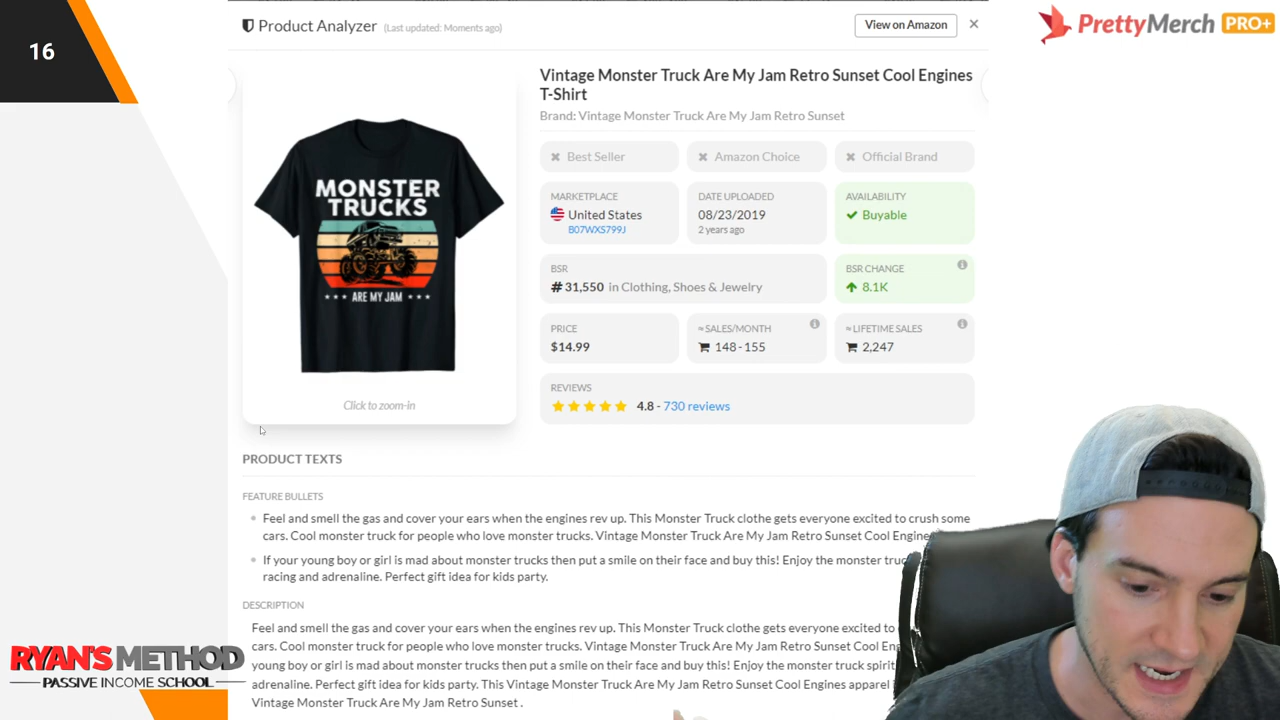 16
Product Analyzer (Last updated: Moments ago)
View on Amazon
PrettyMerch PRO+
Vintage Monster Truck Are My Jam Retro Sunset Cool Engines
T-Shirt
Brand: Vintage Monster Truck Are My Jam Retro Sunset
Best Seller
Amazon Choice
Official Brand
MONSTER
TRUCKS
ARE MY JAM
Click to zoom-in
MARKETPLACE
United States
B07WXS799J
DATE UPLOADED
08/23/2019
2 years ago
AVAILABILITY
Buyable
BSR
# 31,550 in Clothing, Shoes & Jewelry
BSR CHANGE
8.1K
PRICE
$14.99
≈ SALES/MONTH
148 - 155
≈ LIFETIME SALES
2,247
REVIEWS
4.8 - 730 reviews
PRODUCT TEXTS
FEATURE BULLETS
Feel and smell the gas and cover your ears when the engines rev up. This Monster Truck clothe gets everyone excited to crush some
cars. Cool monster truck for people who love monster trucks. Vintage Monster Truck Are My Jam Retro Sunset Cool Engine
If your young boy or girl is mad about monster trucks then put a smile on their face and buy this! Enjoy the monster truc
racing and adrenaline. Perfect gift idea for kids party.
DESCRIPTION
Feel and smell the gas and cover your ears when the engines rev up. This Monster Truck clothe gets everyone excited to
cars. Cool monster truck for people who love monster trucks. Vintage Monster Truck Are My Jam Retro Sunset Cool En
young boy or girl is mad about monster trucks then put a smile on their face and buy this! Enjoy the monster truck spirit
adrenaline. Perfect gift idea for kids party. This Vintage Monster Truck Are My Jam Retro Sunset Cool Engines apparel
Vintage Monster Truck Are My Jam Retro Sunset .
RYAN'S METHOD
PASSIVE INCOME SCHOOL